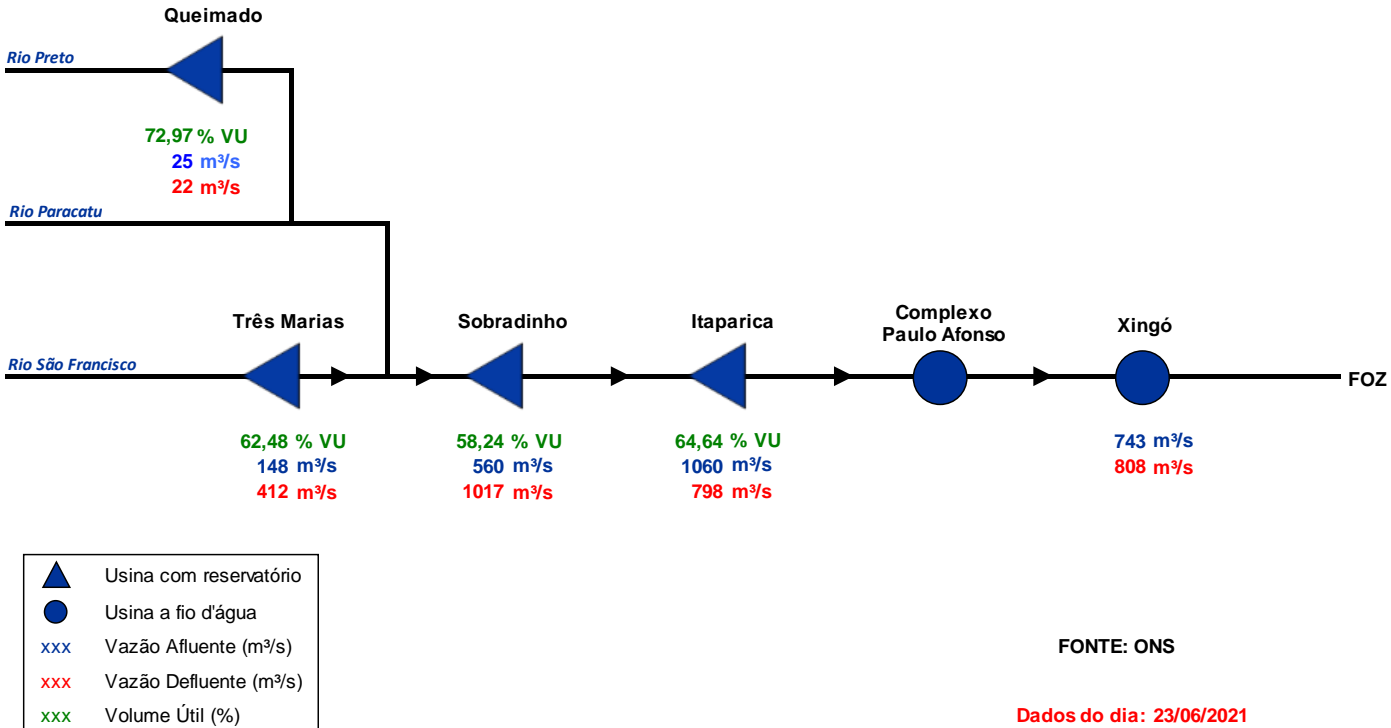 Queimado
Rio Preto
72,97 % VU
25 m³/s
22 m³/s
Rio Paracatu
Três Marias
Sobradinho
Itaparica
Complexo
Paulo Afonso
Xingó
Rio São Francisco
FOZ
62,48 % VU
148 m³/s
412 m³/s
58,24 % VU
560 m³/s
1017 m³/s
64,64 % VU
1060 m³/s
798 m³/s
743 m³/s
808 m³/s
Usina com reservatório
Usina a fio d'água
xxx Vazão Afluente (m³/s)
xxx Vazão Defluente (m³/s)
xxx Volume Útil (%)
FONTE: ONS
Dados do dia: 23/06/2021